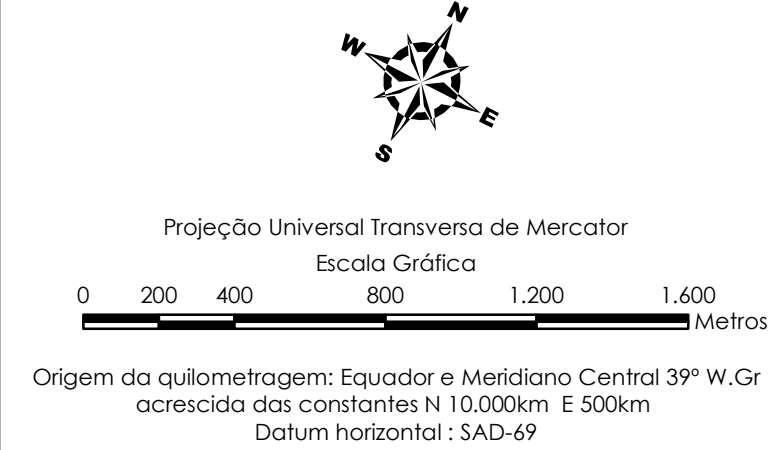 N
W
E
S
Projeção Universal Transversa de Mercator
Escala Gráfica
0 200 400 800 1.200 1.600
Metros
Origem da quilometragem: Equador e Meridiano Central 39º W.Gr
acrescida das constantes N 10.000km E 500km
Datum horizontal : SAD-69